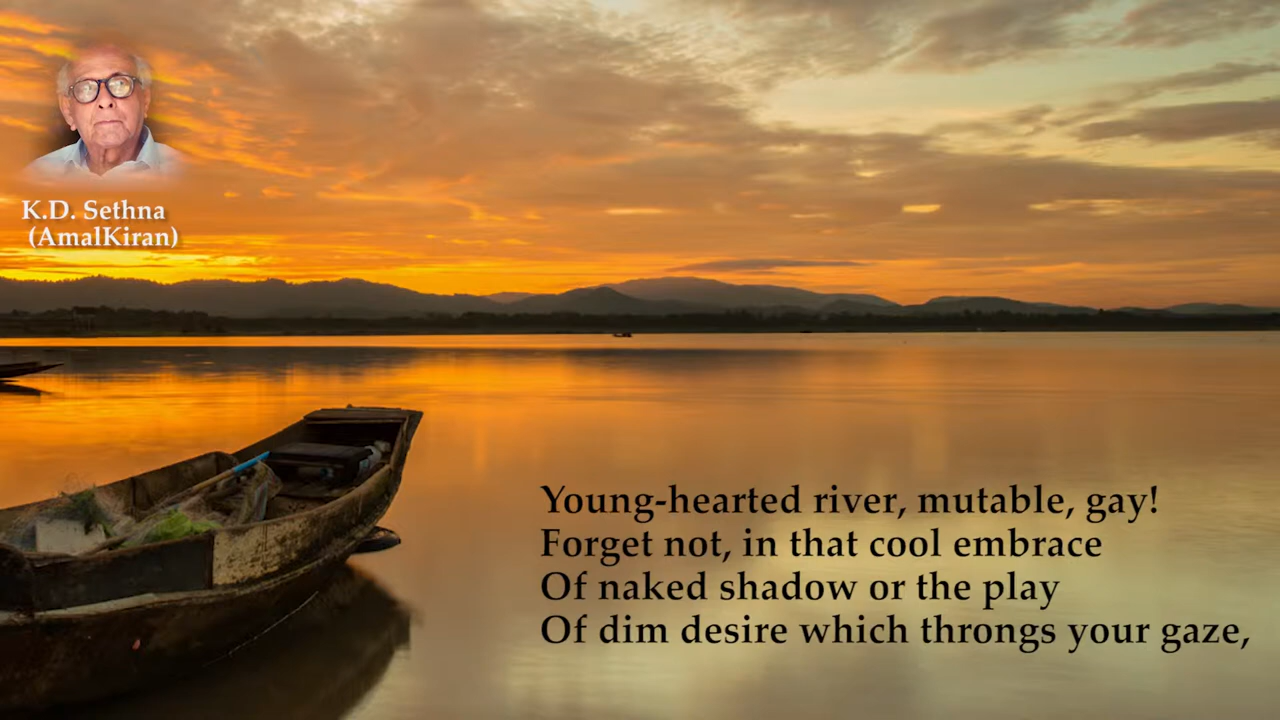 K.D. Sethna
(AmalKiran)
Young-hearted river, mutable, gay!
Forget not, in that cool embrace
Of naked shadow or the play
Of dim desire which throngs your gaze,